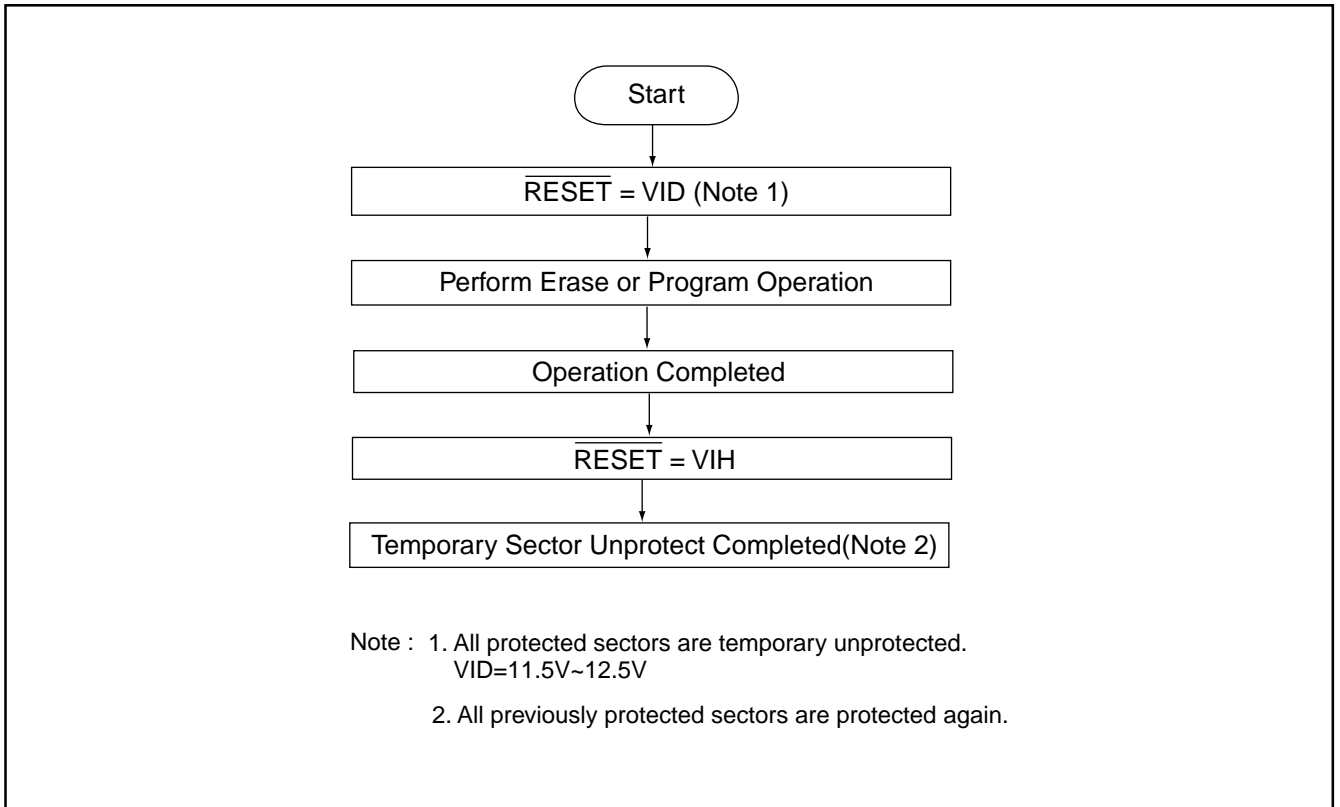 Start
RESET = VID (Note 1)
Perform Erase or Program Operation
Operation Completed
RESET = VIH
Temporary Sector Unprotect Completed(Note 2)
Note : 1. All protected sectors are temporary unprotected.
VID=11.5V~12.5V
2. All previously protected sectors are protected again.